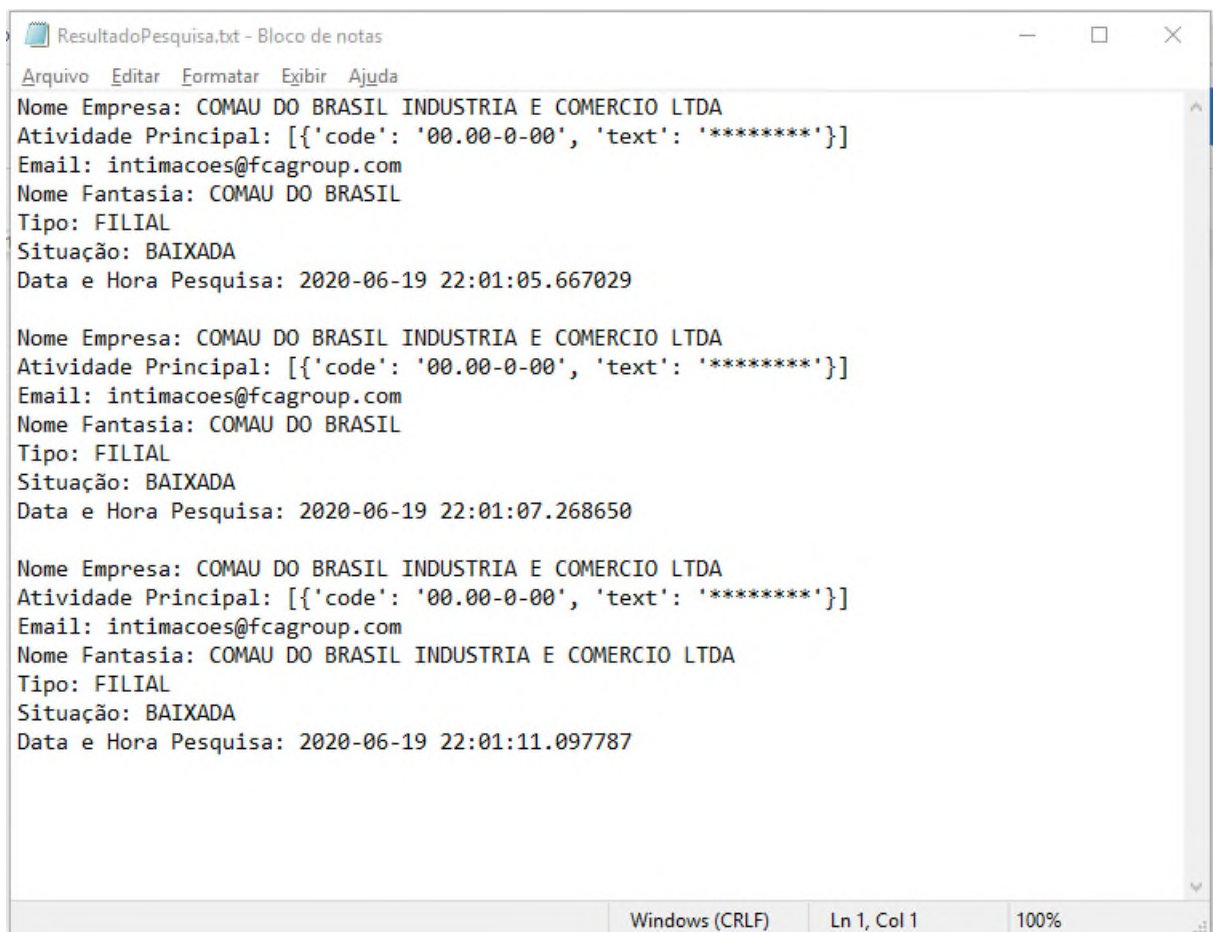 ResultadoPesquisa.txt - Bloco de notas
Arquivo Editar Formatar Exibir Ajuda
Nome Empresa: COMAU DO BRASIL INDUSTRIA E COMERCIO LTDA
Atividade Principal: [{'code': '00.00-0-00', 'text': '********'}]
Email: intimacoes@fcagroup.com
Nome Fantasia: COMAU DO BRASIL
Tipo: FILIAL
Situação: BAIXADA
Data e Hora Pesquisa: 2020-06-19 22:01:05.667029

Nome Empresa: COMAU DO BRASIL INDUSTRIA E COMERCIO LTDA
Atividade Principal: [{'code': '00.00-0-00', 'text': '********'}]
Email: intimacoes@fcagroup.com
Nome Fantasia: COMAU DO BRASIL
Tipo: FILIAL
Situação: BAIXADA
Data e Hora Pesquisa: 2020-06-19 22:01:07.268650

Nome Empresa: COMAU DO BRASIL INDUSTRIA E COMERCIO LTDA
Atividade Principal: [{'code': '00.00-0-00', 'text': '********'}]
Email: intimacoes@fcagroup.com
Nome Fantasia: COMAU DO BRASIL INDUSTRIA E COMERCIO LTDA
Tipo: FILIAL
Situação: BAIXADA
Data e Hora Pesquisa: 2020-06-19 22:01:11.097787
Windows (CRLF) Ln 1, Col 1 100%